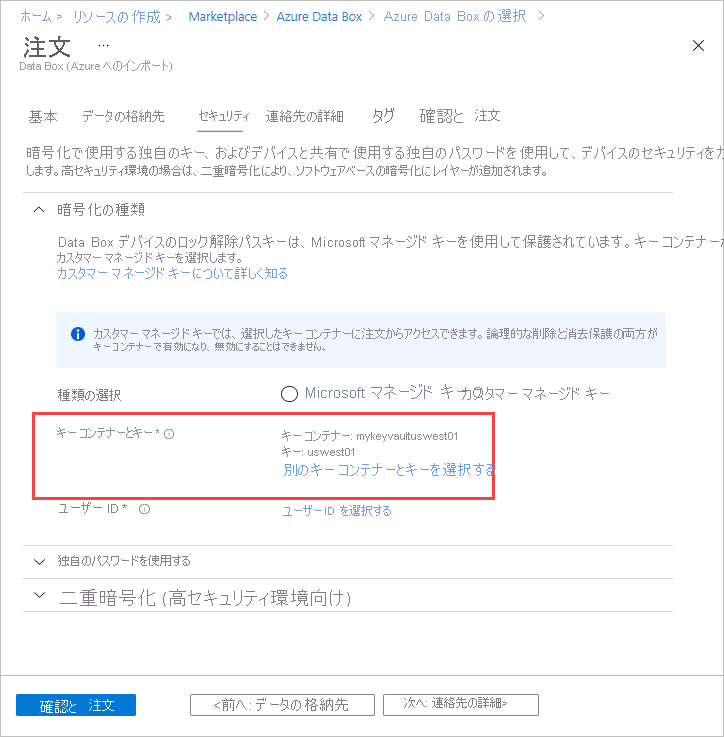 ホーム > リソースの作成 > Marketplace > Azure Data Box > Azure Data Box の選択 >
注文 ...
Data Box (Azure へのインポート)
基本 データの格納先 セキュリティ 連絡先の詳細 タグ 確認と 注文
暗号化で使用する独自のキー、およびデバイスと共有で使用する独自のパスワードを使用して、デバイスのセキュリティを
します。高セキュリティ環境の場合は、二重暗号化により、ソフトウェアベースの暗号化にレイヤーが追加されます。
暗号化の種類
Data Box デバイスのロック解除パスキーは、Microsoft マネージド キーを使用して保護されています。キー コンテナー
カスタマー マネージド キーを選択します。
カスタマー マネージド キーについて詳しく知る
カスタマー マネージド キーでは、選択したキー コンテナーに注文からアクセスできます。論理的な削除と消去保護の両方が
キー コンテナーで有効になり、無効にすることはできません。
種類の選択 Microsoft マネージド キー カスタマー マネージド キー
キー コンテナーとキー *
キー コンテナー: mykeyvaultuswest01
キー: uswest01
別のキー コンテナーとキーを選択する
ユーザー ID * ユーザーID を選択する
独自のパスワードを使用する
二重暗号化 (高セキュリティ環境向け)
確認と 注文 <前へ: データの格納先 次へ: 連絡先の詳細>